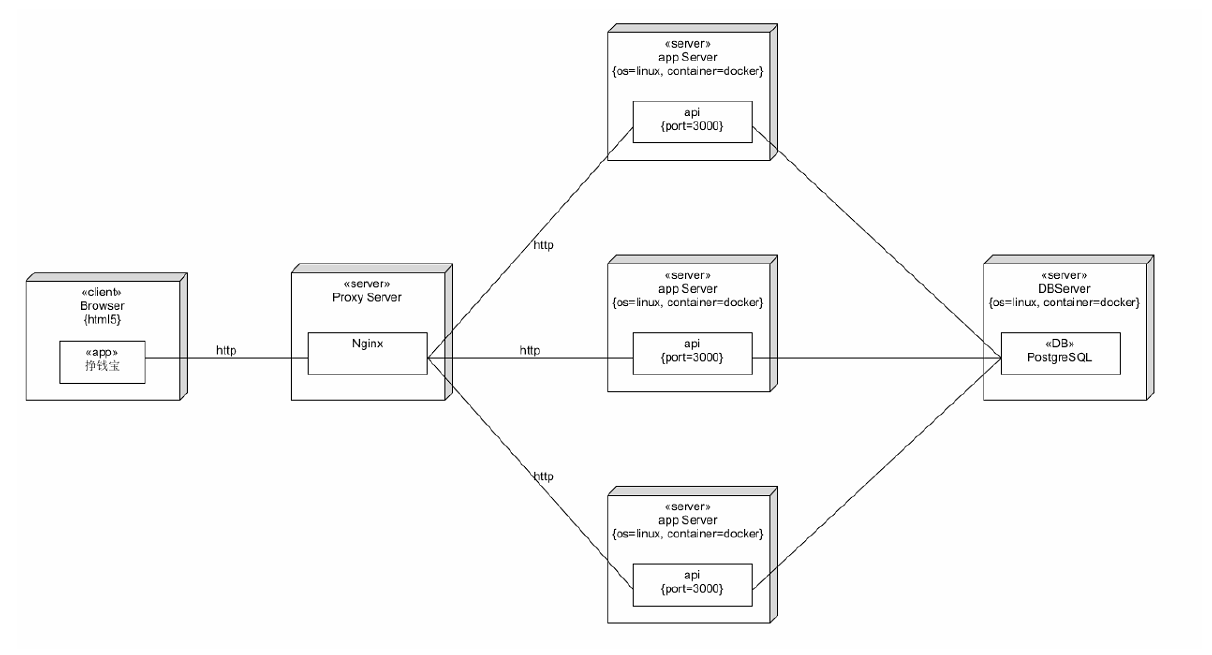 «client»
Browser
{html5}
«app»
挣钱宝
http
«server»
Proxy Server
Nginx
http
http
http
«server»
app Server
{os=linux, container=docker}
api
{port=3000}
«server»
app Server
{os=linux, container=docker}
api
{port=3000}
«server»
app Server
{os=linux, container=docker}
api
{port=3000}
«server»
DBServer
{os=linux, container=docker}
«DB»
PostgreSQL